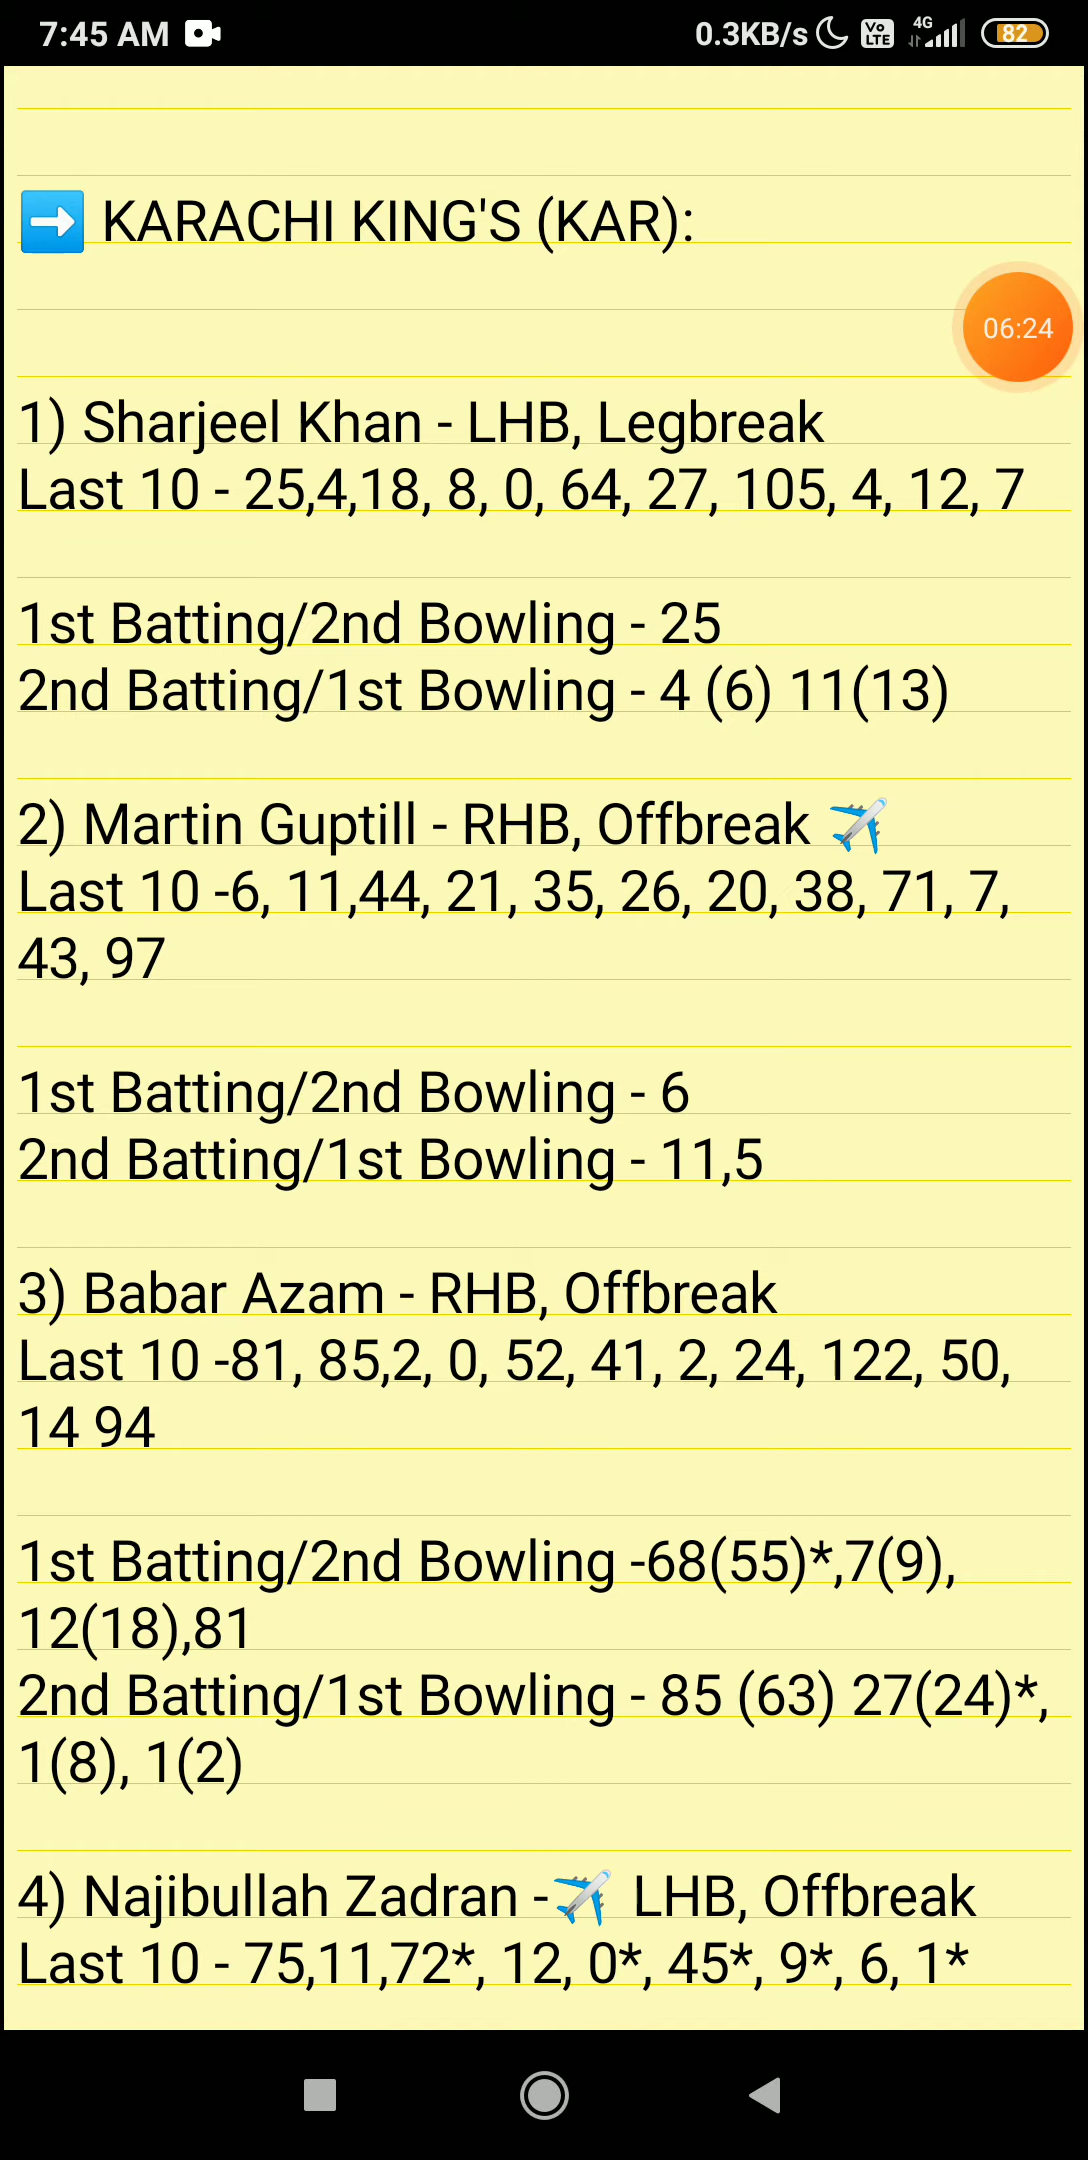 7:45 AM 0.3KB/s Vo LTE 4G 82
➡️ KARACHI KING'S (KAR):
06:24
1) Sharjeel Khan - LHB, Legbreak
Last 10 - 25,4,18, 8, 0, 64, 27, 105, 4, 12, 7
1st Batting/2nd Bowling - 25
2nd Batting/1st Bowling - 4 (6) 11(13)
2) Martin Guptill - RHB, Offbreak ✈️
Last 10 -6, 11,44, 21, 35, 26, 20, 38, 71, 7,
43, 97
1st Batting/2nd Bowling - 6
2nd Batting/1st Bowling - 11,5
3) Babar Azam - RHB, Offbreak
Last 10 -81, 85,2, 0, 52, 41, 2, 24, 122, 50,
14 94
1st Batting/2nd Bowling -68(55)*,7(9),
12(18),81
2nd Batting/1st Bowling - 85 (63) 27(24)*,
1(8), 1(2)
4) Najibullah Zadran -✈️ LHB, Offbreak
Last 10 - 75,11,72*, 12, 0*, 45*, 9*, 6, 1*